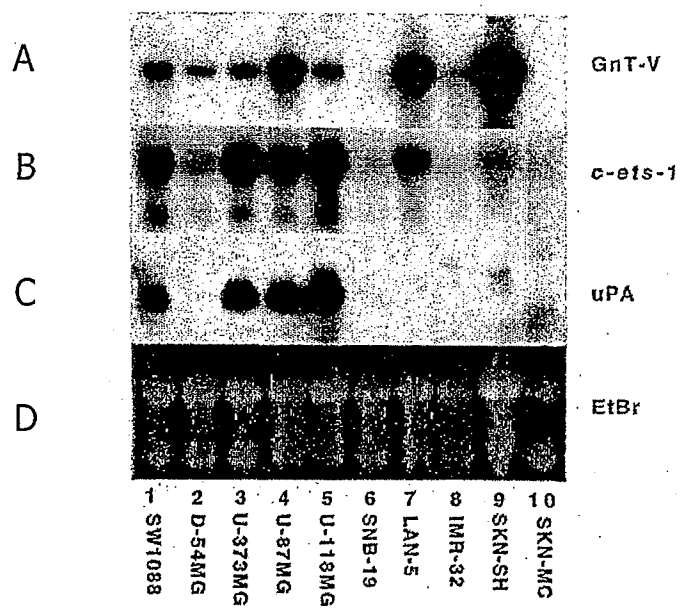 A
GnT-V
B
c-ets-1
C
uPA
D
EtBr
1 2 3 4 5 6 7 8 9 10
SW1088
D-54MG
U-373MG
U-87MG
U-118MG
SNB-19
LAN-5
IMR-32
SKN-SH
SKN-MC